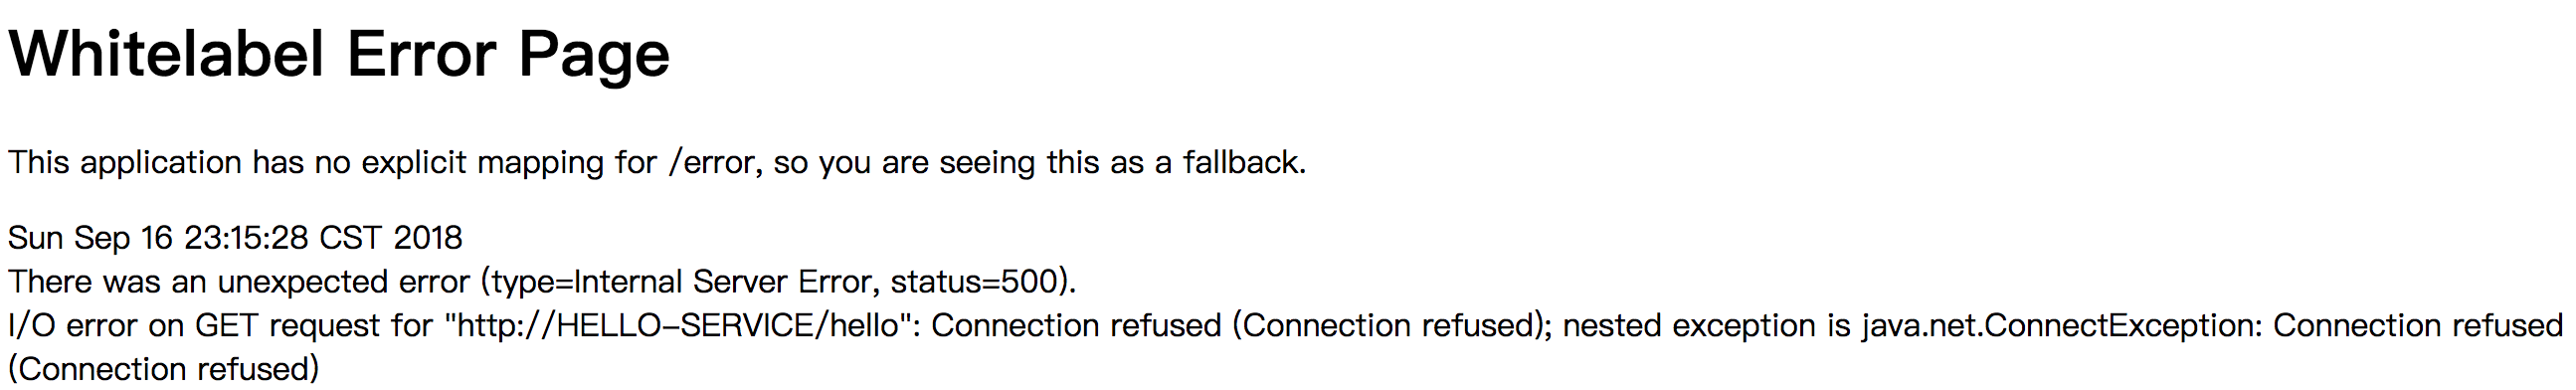 Whitelabel Error Page
This application has no explicit mapping for /error, so you are seeing this as a fallback.
Sun Sep 16 23:15:28 CST 2018
There was an unexpected error (type=Internal Server Error, status=500).
I/O error on GET request for "http://HELLO-SERVICE/hello": Connection refused (Connection refused); nested exception is java.net.ConnectException: Connection refused
(Connection refused)